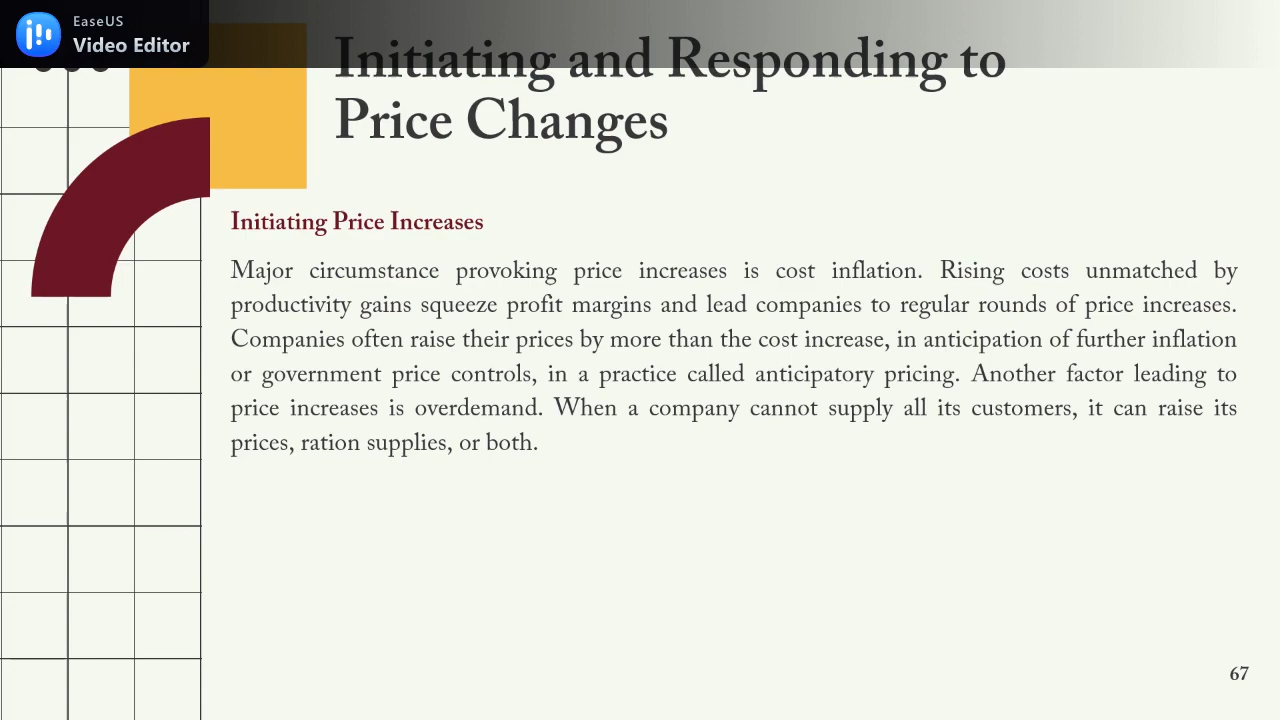 EaseUS
Video Editor
Initiating and Responding to
Price Changes
Initiating Price Increases
Major circumstance provoking price increases is cost inflation. Rising costs unmatched by
productivity gains squeeze profit margins and lead companies to regular rounds of price increases.
Companies often raise their prices by more than the cost increase, in anticipation of further inflation
or government price controls, in a practice called anticipatory pricing. Another factor leading to
price increases is overdemand. When a company cannot supply all its customers, it can raise its
prices, ration supplies, or both.
67